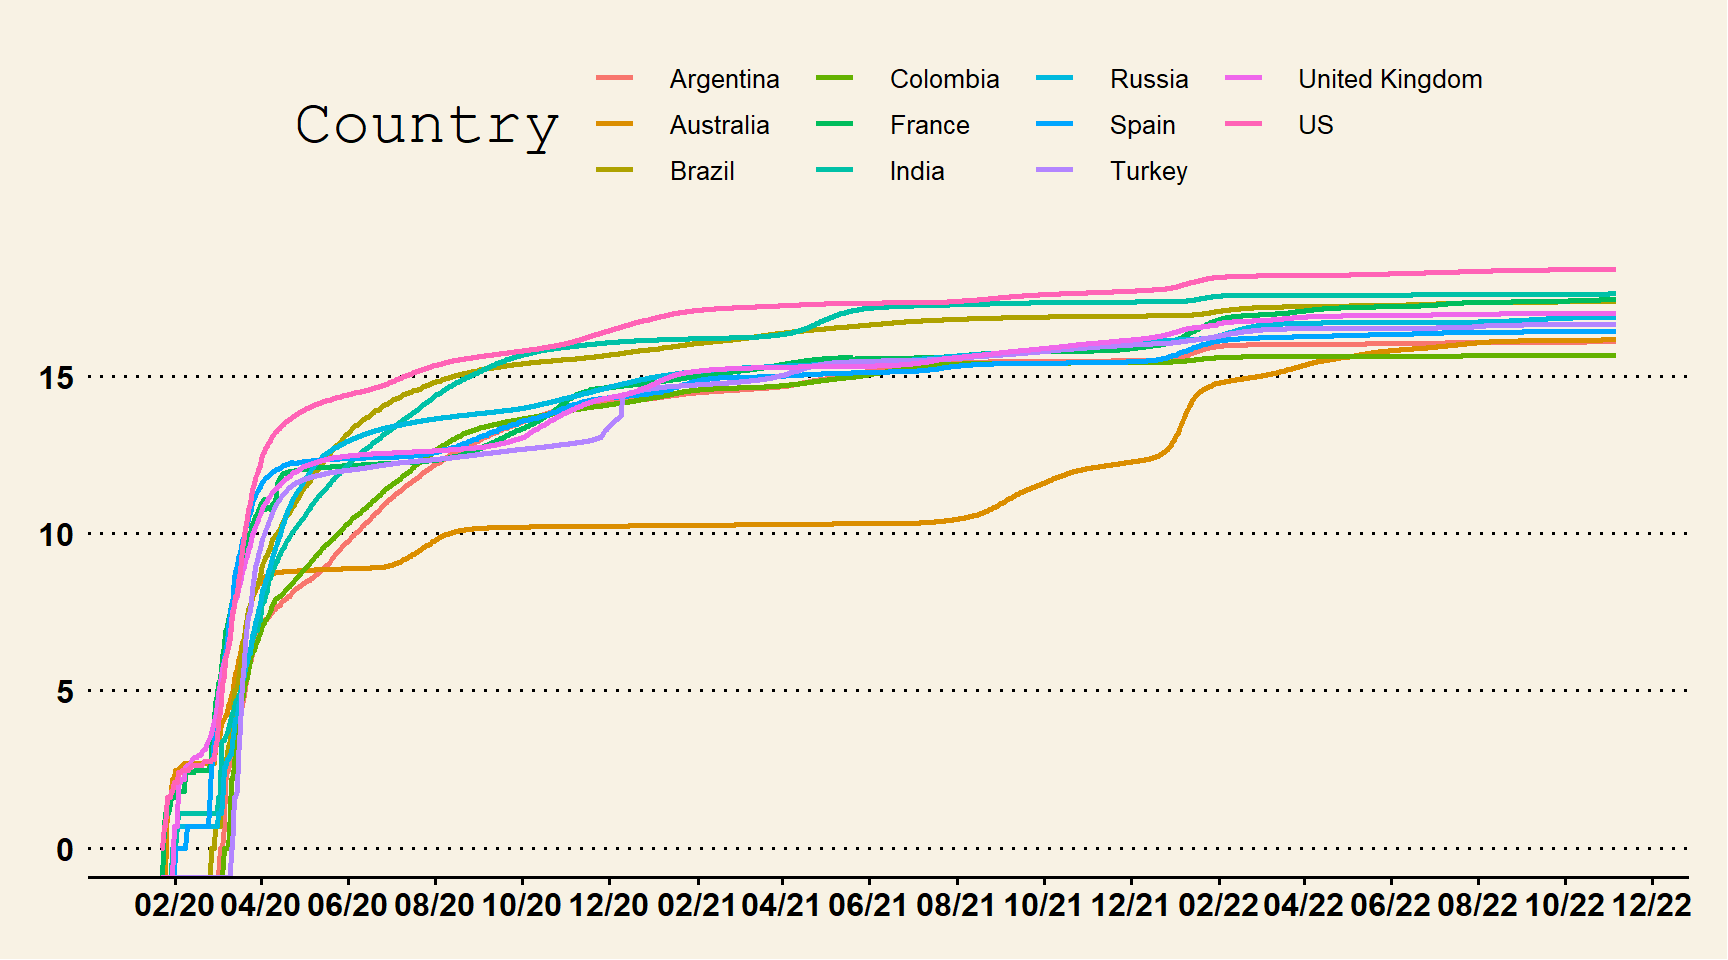 Country
Argentina Colombia Russia United Kingdom
Australia France Spain US
Brazil India Turkey
15
10
5
0
02/20 04/20 06/20 08/20 10/20 12/20 02/21 04/21 06/21 08/21 10/21 12/21 02/22 04/22 06/22 08/22 10/22 12/22